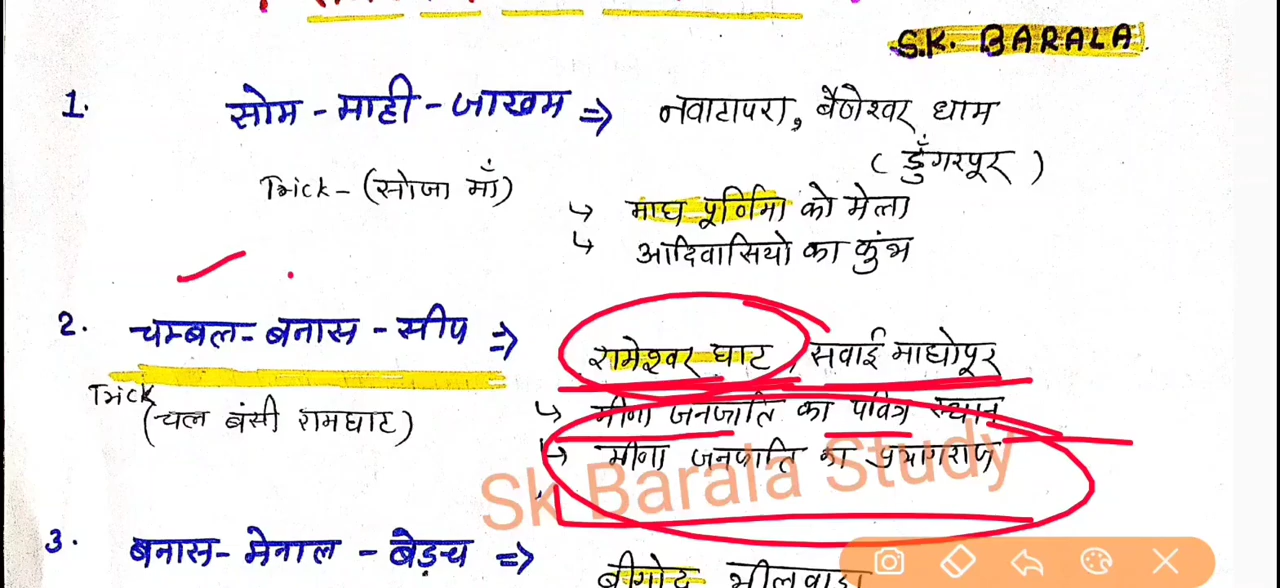 S.K. BARALA
1. सोम - माही - जाखम ⇒ नवाटापरा, बेणेश्वर धाम
( डुँगरपूर )
Trick - (सोजा माँ)
↳ माघ पूर्णिमा को मेला
↳ आदिवासियो का कुंभ
2. चम्बल - बनास - सीप ⇒ रामेश्वर घाट, सवाई माधोपूर
Trick
(चल बंसी रामघाट)
↳ मीणा जनजाति का पवित्र स्थान
↳ मीणा जनजाति का प्रयागराज
Sk Barala Study
3. बनास - मेनाल - बेड़च ⇒ बीगोद भीलवाड़ा